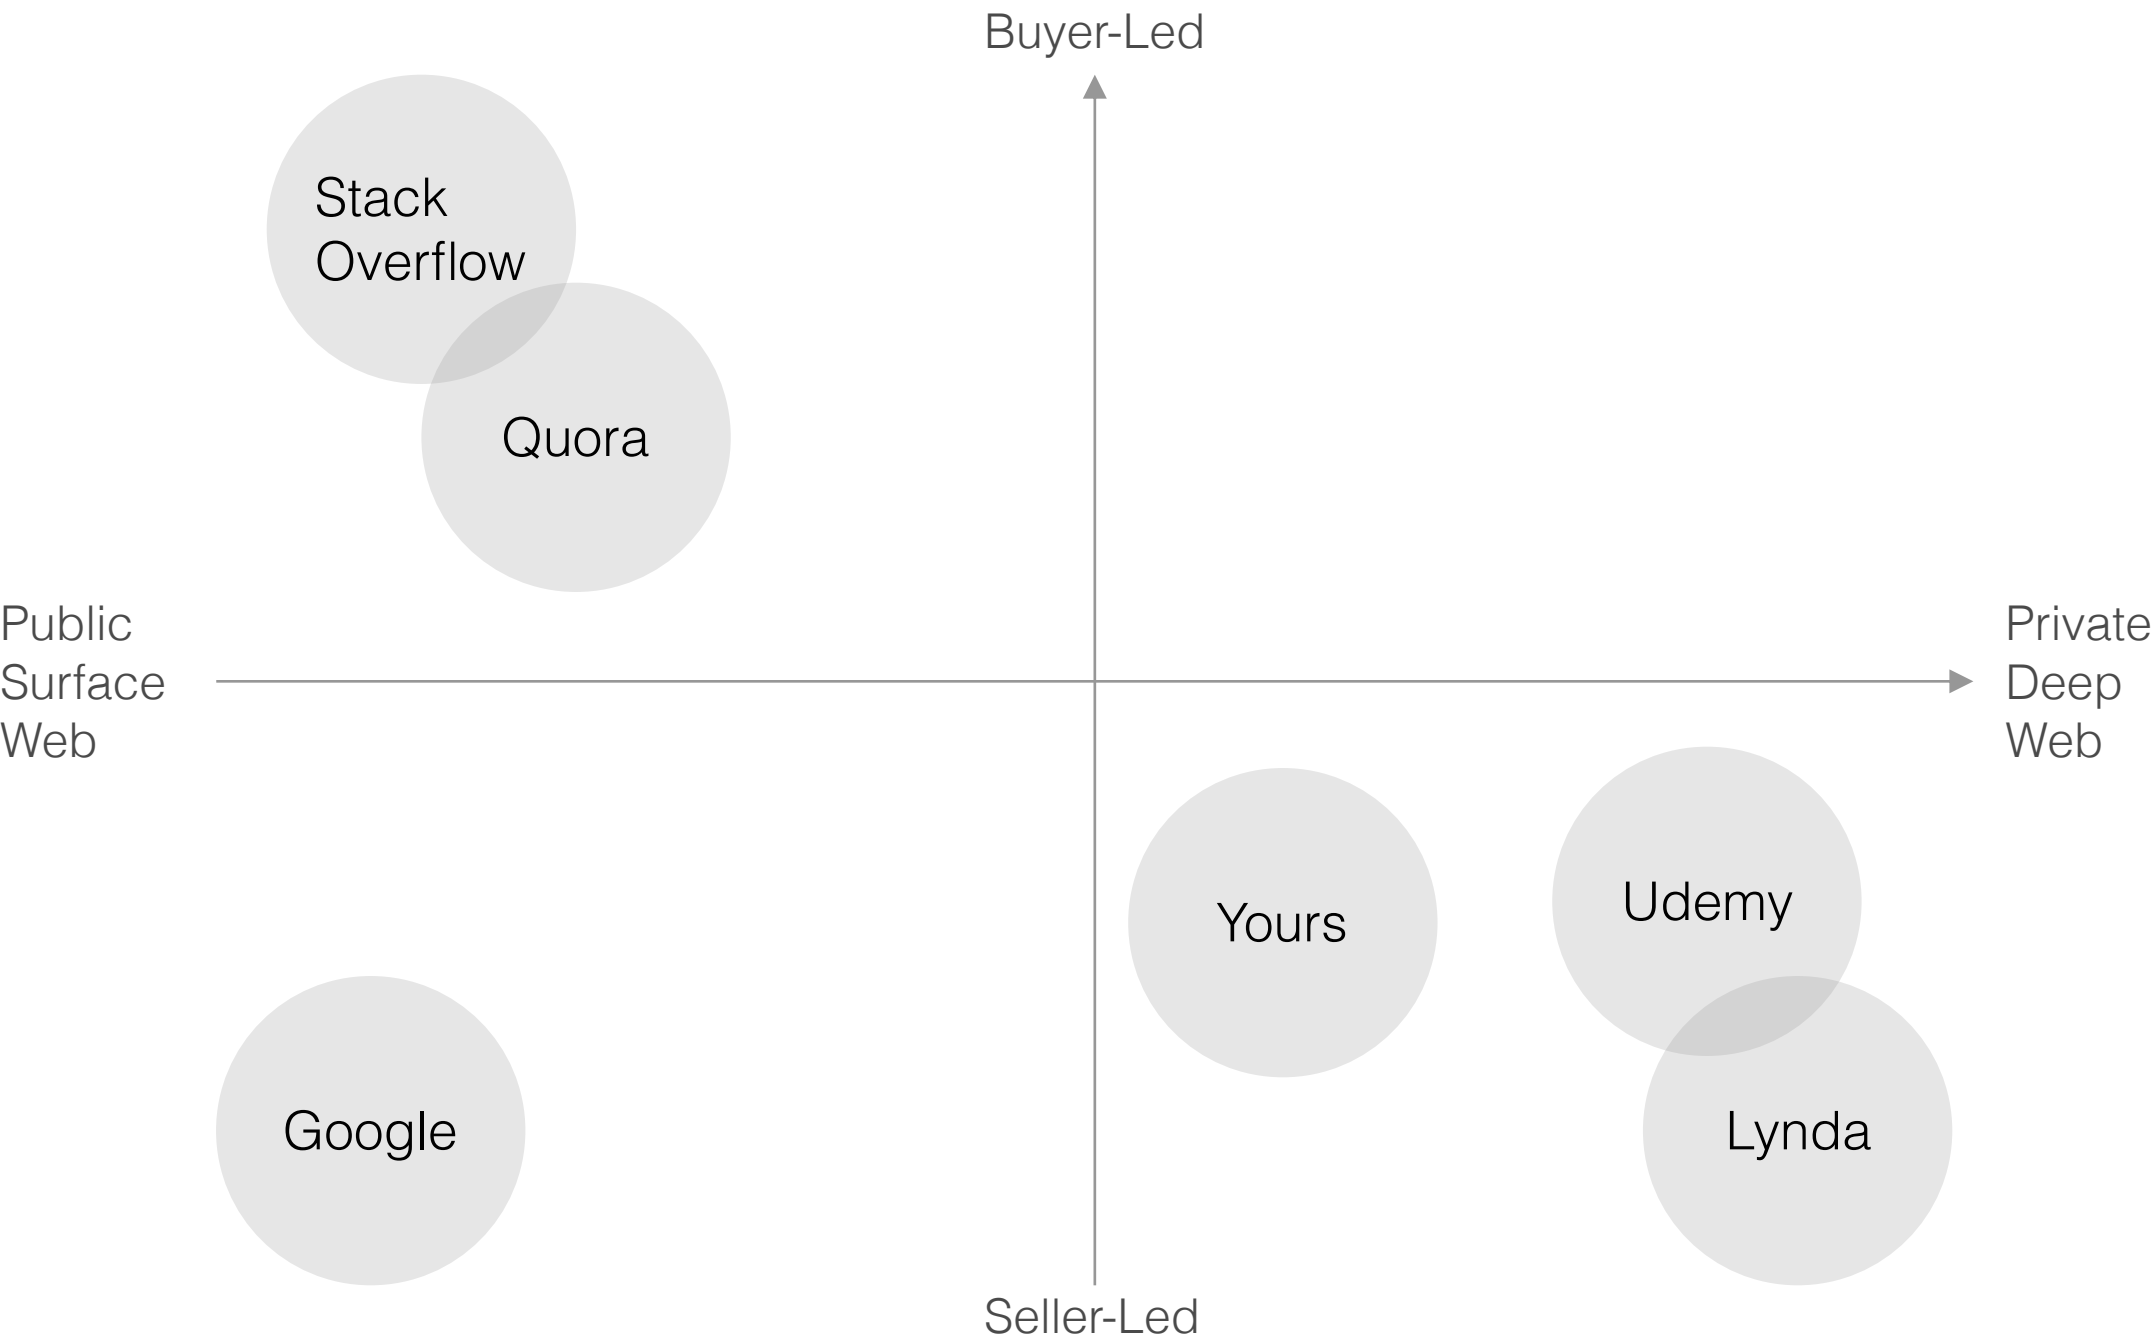 Buyer-Led
Stack
Overflow
Quora
Public
Surface
Web
Private
Deep
Web
Yours
Udemy
Google
Lynda
Seller-Led